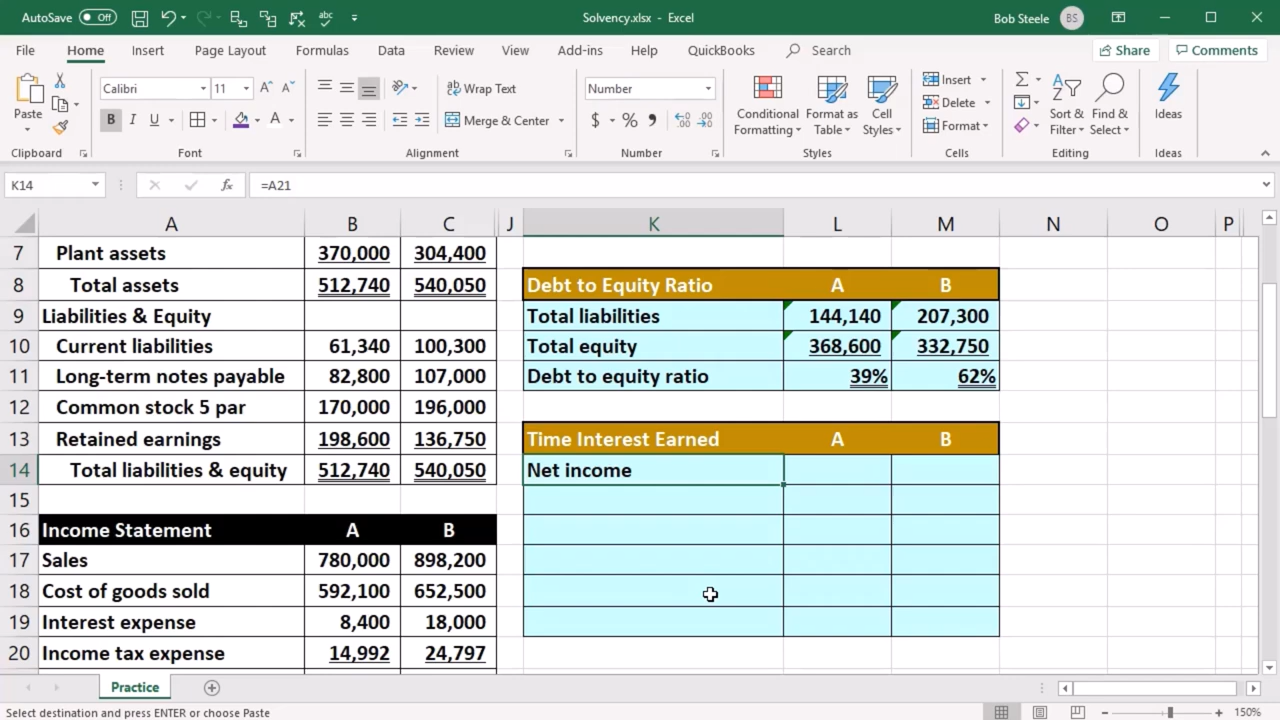 AutoSave Off Solvency.xlsx - Excel Bob Steele BS
File Home Insert Page Layout Formulas Data Review View Add-ins Help QuickBooks Search Share Comments
Paste Calibri 11 A A Wrap Text Number Conditional Formatting Format as Table Cell Styles Insert Sort & Filter Find & Select Ideas
B I U A Merge & Center $ % , Delete
Format
Clipboard Font Alignment Number Styles Cells Editing Ideas
K14 fx =A21
A B C J K L M N O P
7 Plant assets 370,000 304,400
8 Total assets 512,740 540,050 Debt to Equity Ratio A B
9 Liabilities & Equity Total liabilities 144,140 207,300
10 Current liabilities 61,340 100,300 Total equity 368,600 332,750
11 Long-term notes payable 82,800 107,000 Debt to equity ratio 39% 62%
12 Common stock 5 par 170,000 196,000
13 Retained earnings 198,600 136,750 Time Interest Earned A B
14 Total liabilities & equity 512,740 540,050 Net income
15
16 Income Statement A B
17 Sales 780,000 898,200
18 Cost of goods sold 592,100 652,500
19 Interest expense 8,400 18,000
20 Income tax expense 14,992 24,797
Practice
Select destination and press ENTER or choose Paste 150%